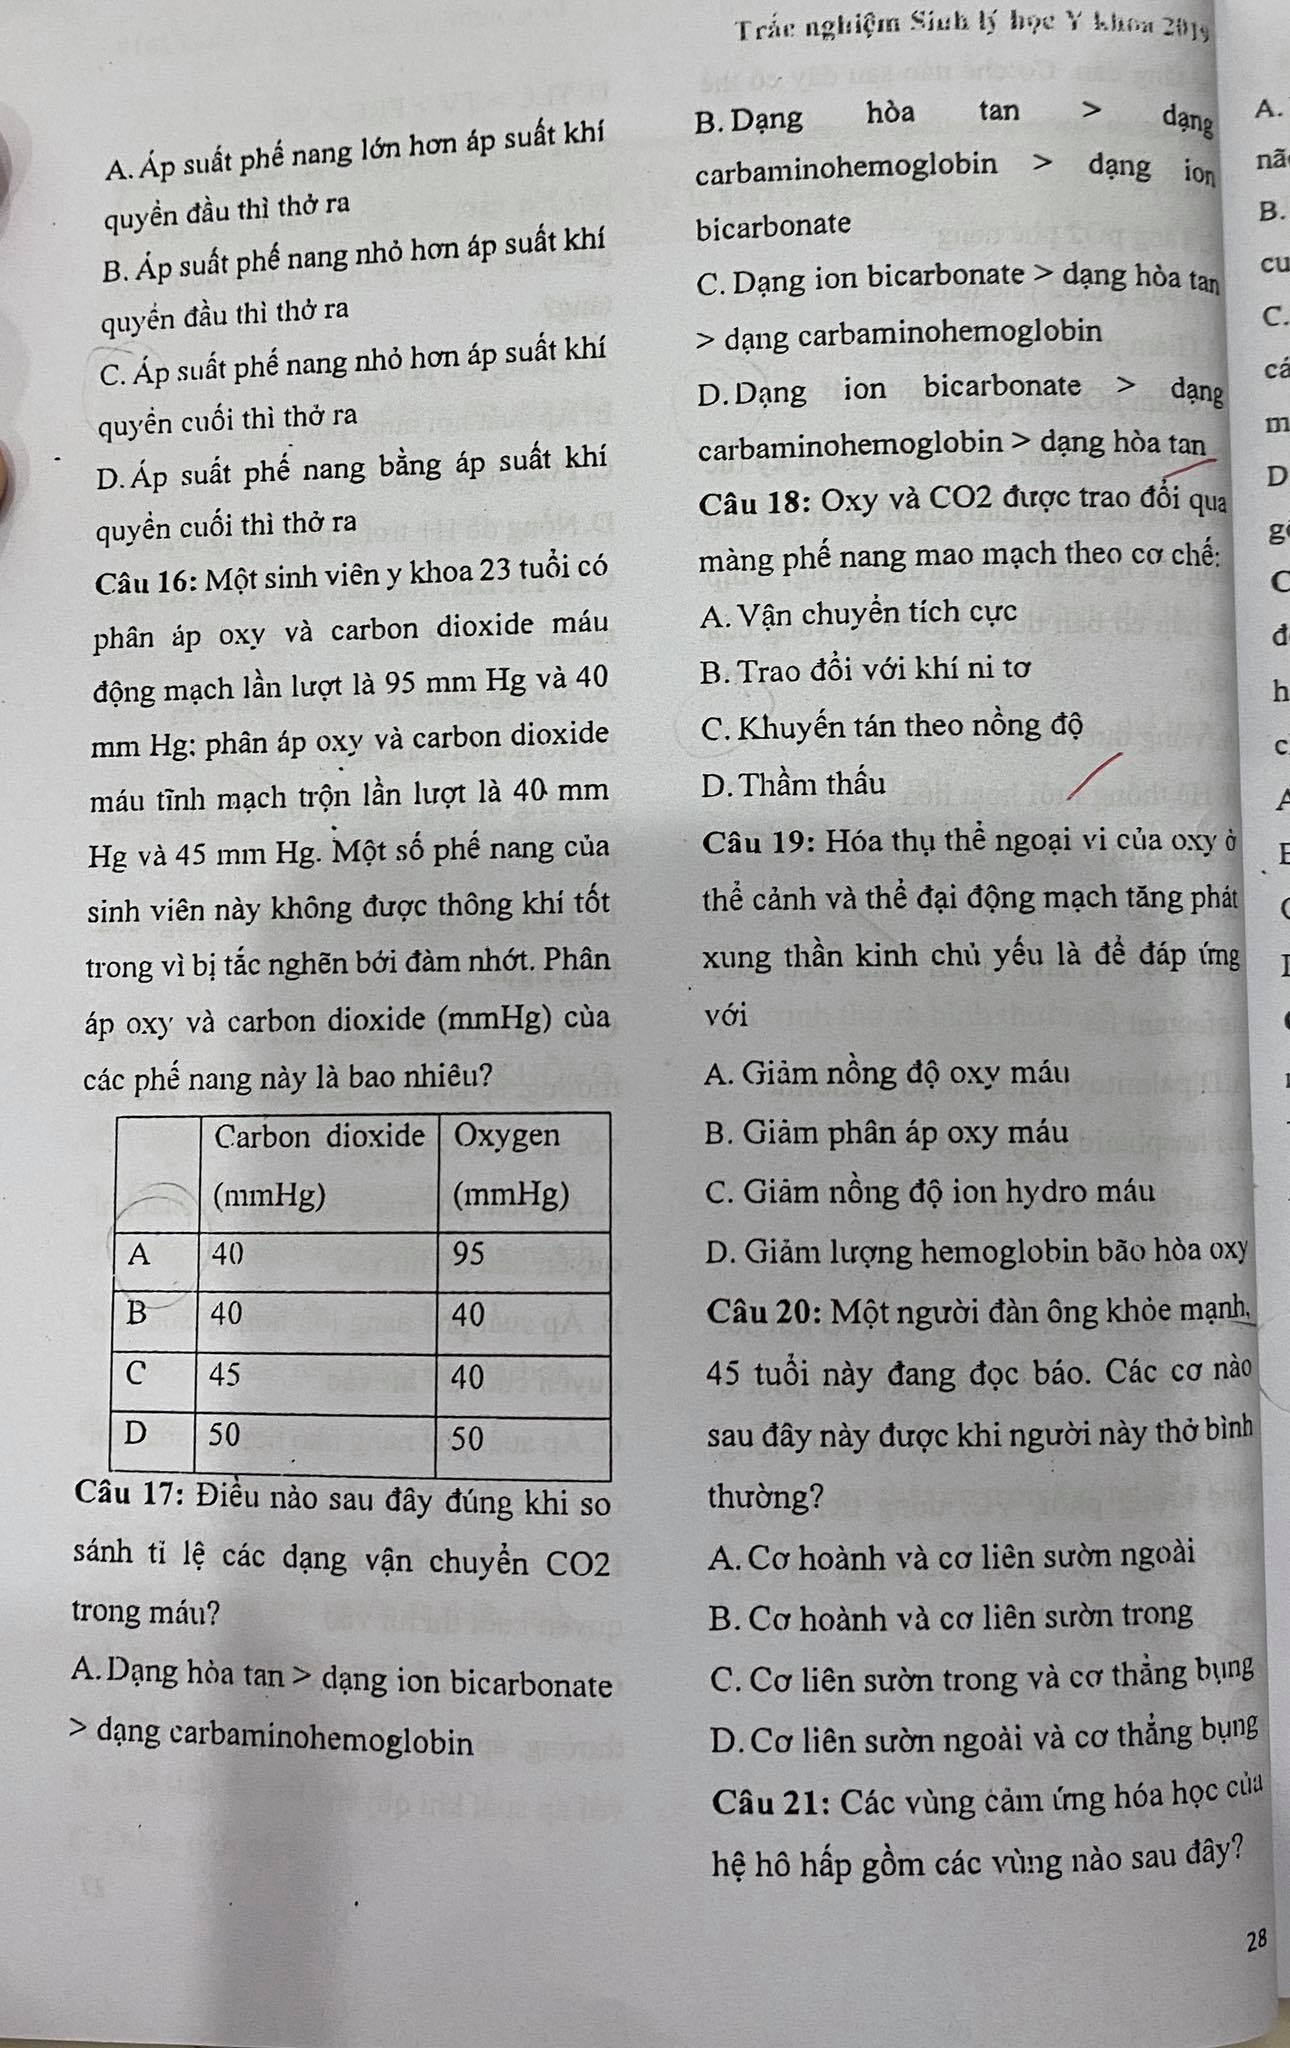 Trắc nghiệm Sinh lý học Y khoa 2019
A. Áp suất phế nang lớn hơn áp suất khí
quyển đầu thì thở ra
B. Áp suất phế nang nhỏ hơn áp suất khí
quyển đầu thì thở ra
C. Áp suất phế nang nhỏ hơn áp suất khí
quyển cuối thì thở ra
D. Áp suất phế nang bằng áp suất khí
quyển cuối thì thở ra
Câu 16: Một sinh viên y khoa 23 tuổi có
phân áp oxy và carbon dioxide máu
động mạch lần lượt là 95 mm Hg và 40
mm Hg; phân áp oxy và carbon dioxide
máu tĩnh mạch trộn lần lượt là 40 mm
Hg và 45 mm Hg. Một số phế nang của
sinh viên này không được thông khí tốt
trong vì bị tắc nghẽn bởi đàm nhớt. Phân
áp oxy và carbon dioxide (mmHg) của
các phế nang này là bao nhiêu?
Carbon dioxide Oxygen
(mmHg) (mmHg)
A 40 95
B 40 40
C 45 40
D 50 50
Câu 17: Điều nào sau đây đúng khi so
sánh tỉ lệ các dạng vận chuyển CO2
trong máu?
A. Dạng hòa tan > dạng ion bicarbonate
> dạng carbaminohemoglobin
B. Dạng hòa tan > dạng
carbaminohemoglobin > dạng ion
bicarbonate
C. Dạng ion bicarbonate > dạng hòa tan
> dạng carbaminohemoglobin
D. Dạng ion bicarbonate > dạng
carbaminohemoglobin > dạng hòa tan
Câu 18: Oxy và CO2 được trao đổi qua
màng phế nang mao mạch theo cơ chế:
A. Vận chuyển tích cực
B. Trao đổi với khí ni tơ
C. Khuyến tán theo nồng độ
D. Thầm thấu
Câu 19: Hóa thụ thể ngoại vi của oxy ở
thể cảnh và thể đại động mạch tăng phát
xung thần kinh chủ yếu là để đáp ứng
với
A. Giảm nồng độ oxy máu
B. Giảm phân áp oxy máu
C. Giảm nồng độ ion hydro máu
D. Giảm lượng hemoglobin bão hòa oxy
Câu 20: Một người đàn ông khỏe mạnh,
45 tuổi này đang đọc báo. Các cơ nào
sau đây này được khi người này thở bình
thường?
A. Cơ hoành và cơ liên sườn ngoài
B. Cơ hoành và cơ liên sườn trong
C. Cơ liên sườn trong và cơ thẳng bụng
D. Cơ liên sườn ngoài và cơ thẳng bụng
Câu 21: Các vùng cảm ứng hóa học của
hệ hô hấp gồm các vùng nào sau đây?
28
A.
B.
C.
D